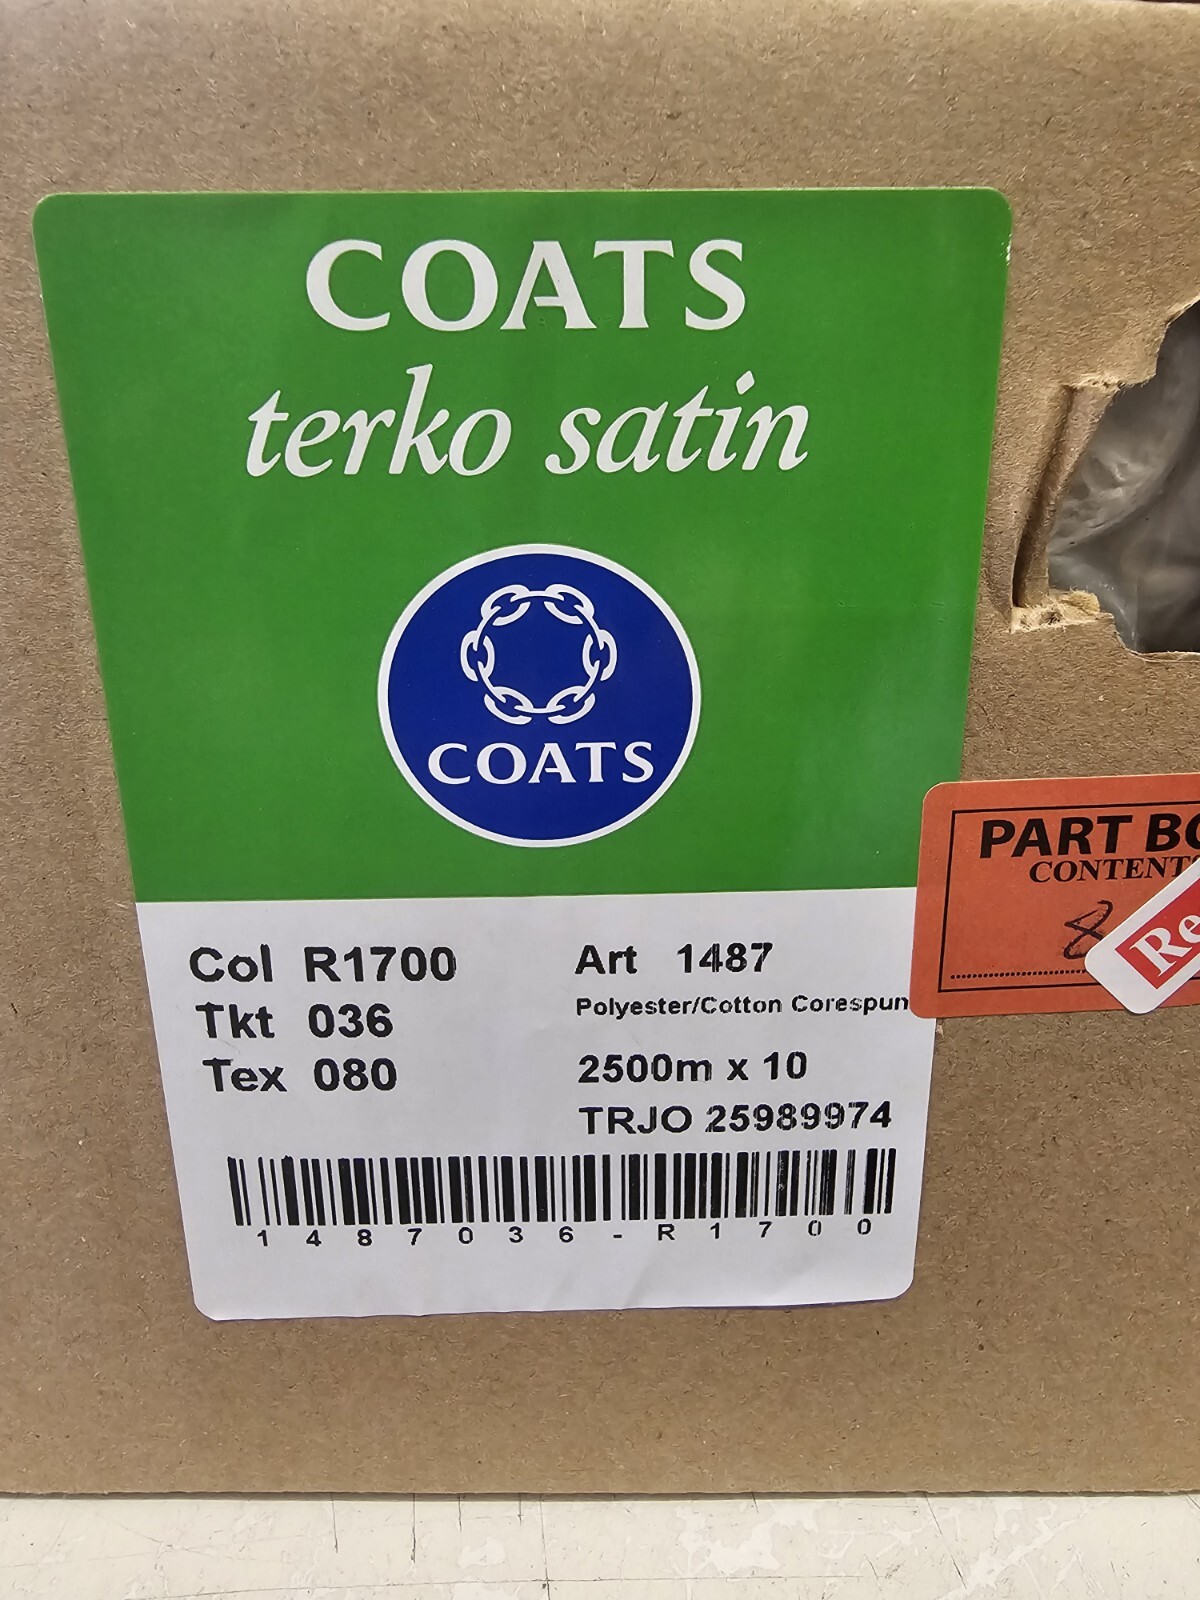 COATS
terko satin
COATS
Col R1700
Tkt 036
Tex 080
Art 1487
Polyester/Cotton Corespun
2500m x 10
TRJO 25989974
1487036-R1700
PART
CONTENT
8